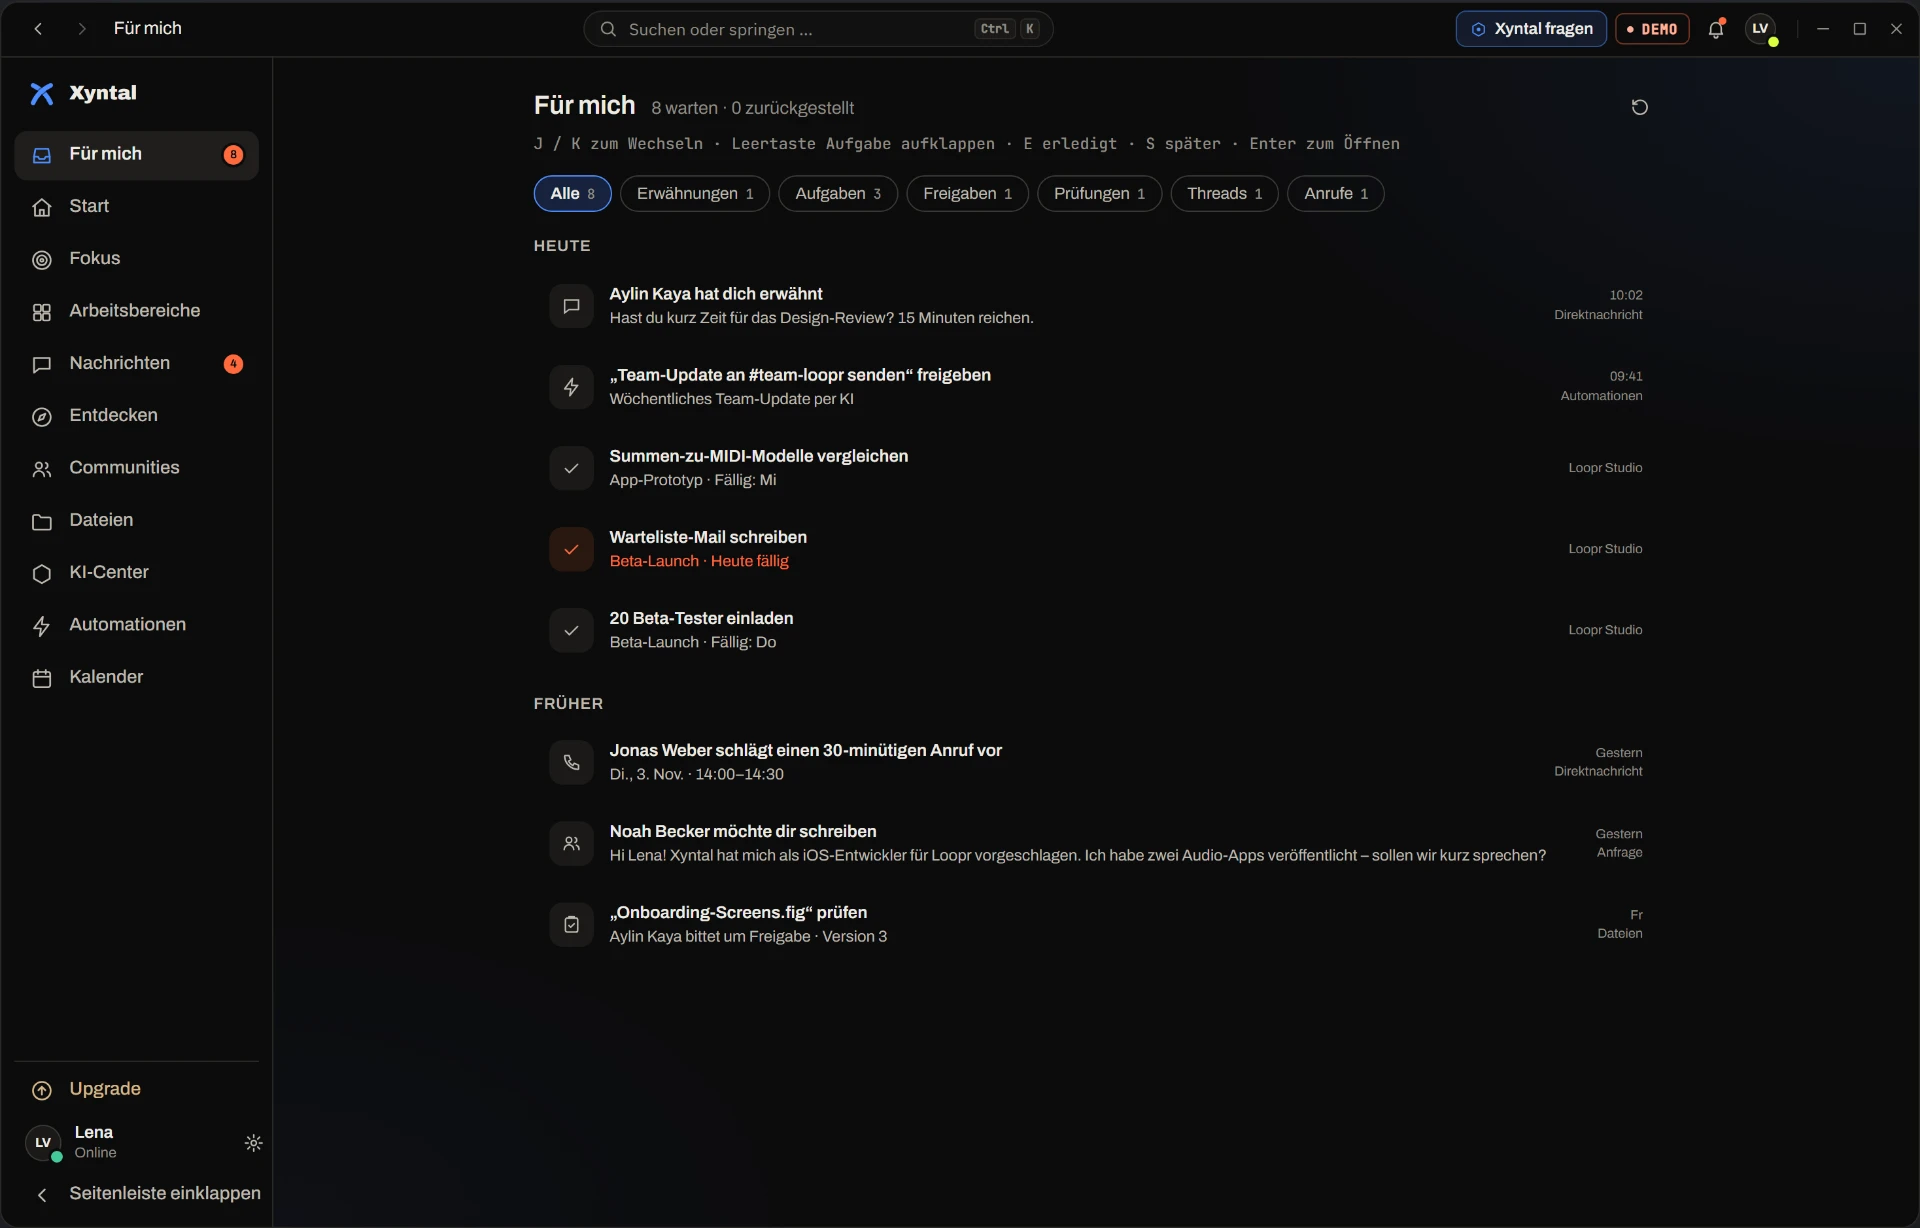 Für mich
Suchen oder springen ...
Ctrl K
Xyntal fragen
DEMO
LV
Xyntal
Für mich 8
Start
Fokus
Arbeitsbereiche
Nachrichten 4
Entdecken
Communities
Dateien
KI-Center
Automationen
Kalender
Upgrade
LV
Lena
Online
Seitenleiste einklappen
Für mich 8 warten · 0 zurückgestellt
J / K zum Wechseln · Leertaste Aufgabe aufklappen · E erledigt · S später · Enter zum Öffnen
Alle 8
Erwähnungen 1
Aufgaben 3
Freigaben 1
Prüfungen 1
Threads 1
Anrufe 1
HEUTE
Aylin Kaya hat dich erwähnt
Hast du kurz Zeit für das Design-Review? 15 Minuten reichen.
10:02
Direktnachricht
„Team-Update an #team-loopr senden“ freigeben
Wöchentliches Team-Update per KI
09:41
Automationen
Summen-zu-MIDI-Modelle vergleichen
App-Prototyp · Fällig: Mi
Loopr Studio
Warteliste-Mail schreiben
Beta-Launch · Heute fällig
Loopr Studio
20 Beta-Tester einladen
Beta-Launch · Fällig: Do
Loopr Studio
FRÜHER
Jonas Weber schlägt einen 30-minütigen Anruf vor
Di., 3. Nov. · 14:00–14:30
Gestern
Direktnachricht
Noah Becker möchte dir schreiben
Hi Lena! Xyntal hat mich als iOS-Entwickler für Loopr vorgeschlagen. Ich habe zwei Audio-Apps veröffentlicht – sollen wir kurz sprechen?
Gestern
Anfrage
„Onboarding-Screens.fig“ prüfen
Aylin Kaya bittet um Freigabe · Version 3
Fr
Dateien